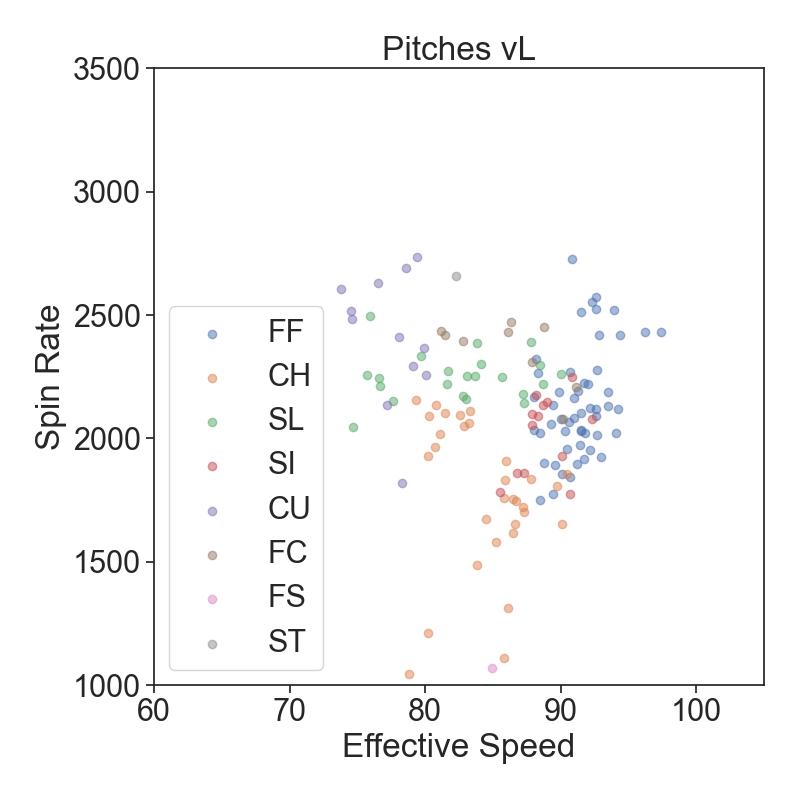 Pitches vL
3500
3000
2500
2000
1500
1000
Spin Rate
FF
CH
SL
SI
CU
FC
FS
ST
60
70
80
90
100
Effective Speed